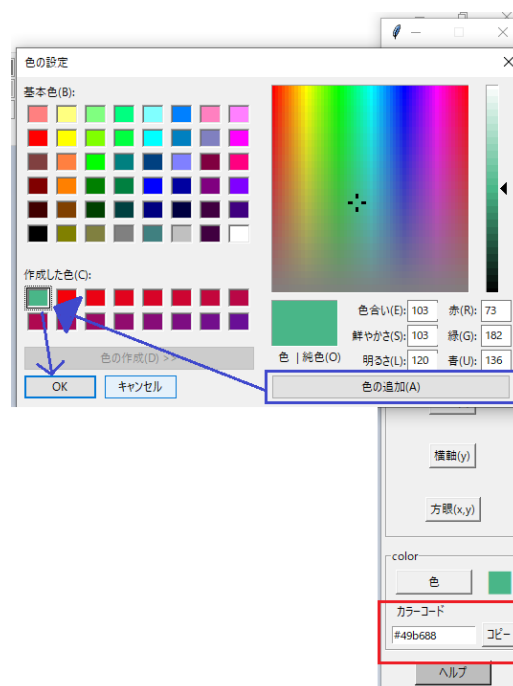 色の設定
基本色(B):
作成した色(C):
色の作成(D) >>
OK
キャンセル
色 | 純色(O)
色合い(E): 103
鮮やかさ(S): 103
明るさ(L): 120
赤(R): 73
緑(G): 182
青(U): 136
色の追加(A)
横軸(y)
方眼(x,y)
color
色
カラーコード
#49b688
コピー
ヘルプ